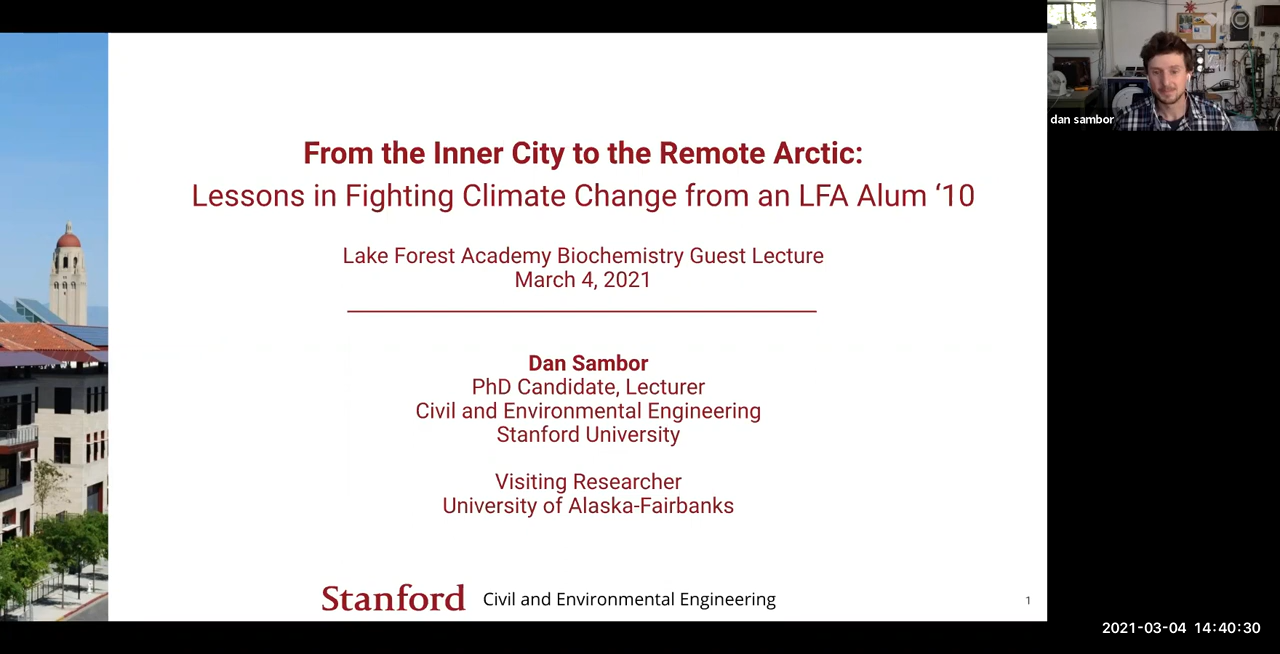 From the Inner City to the Remote Arctic:
Lessons in Fighting Climate Change from an LFA Alum ‘10
Lake Forest Academy Biochemistry Guest Lecture
March 4, 2021
Dan Sambor
PhD Candidate, Lecturer
Civil and Environmental Engineering
Stanford University
Visiting Researcher
University of Alaska-Fairbanks
Stanford Civil and Environmental Engineering
1
dan sambor
2021-03-04 14:40:30